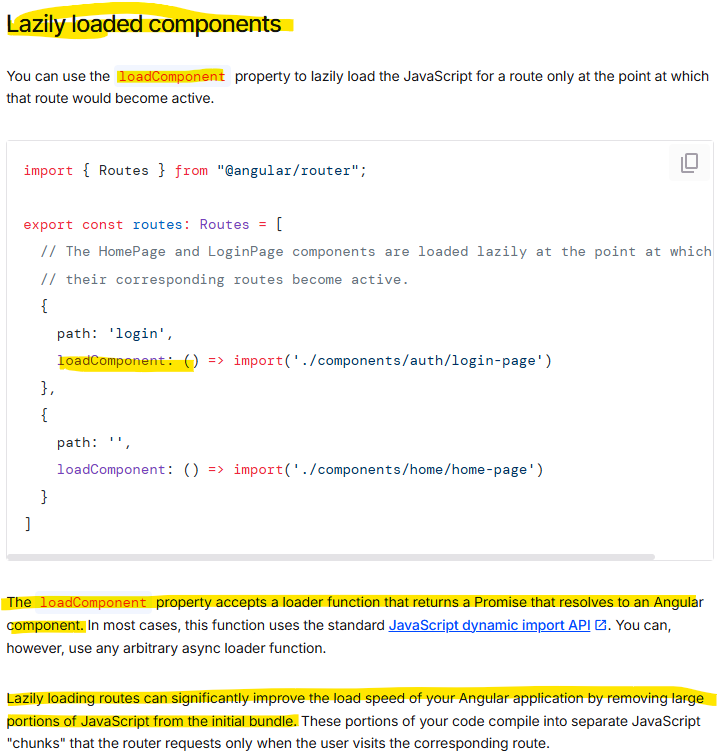 Lazily loaded components
You can use the loadComponent property to lazily load the JavaScript for a route only at the point at which
that route would become active.
import { Routes } from "@angular/router";
export const routes: Routes = [
  // The HomePage and LoginPage components are loaded lazily at the point at which
  // their corresponding routes become active.
  {
    path: 'login',
    loadComponent: () => import('./components/auth/login-page')
  },
  {
    path: '',
    loadComponent: () => import('./components/home/home-page')
  }
]
The loadComponent property accepts a loader function that returns a Promise that resolves to an Angular
component. In most cases, this function uses the standard JavaScript dynamic import API. You can,
however, use any arbitrary async loader function.
Lazily loading routes can significantly improve the load speed of your Angular application by removing large
portions of JavaScript from the initial bundle. These portions of your code compile into separate JavaScript
"chunks" that the router requests only when the user visits the corresponding route.